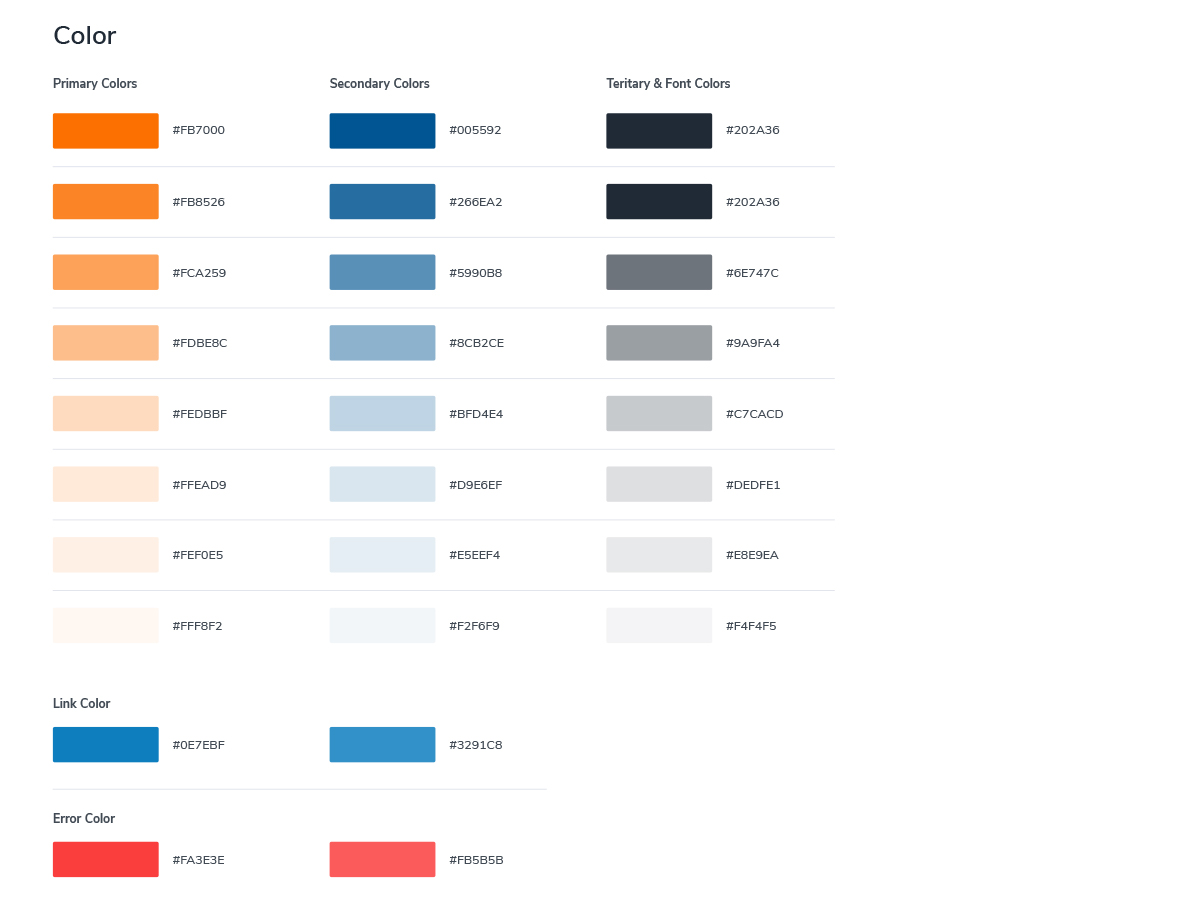 Color
Primary Colors Secondary Colors Teritary & Font Colors
#FB7000 #005592 #202A36
#FB8526 #266EA2 #202A36
#FCA259 #5990B8 #6E747C
#FDBE8C #8CB2CE #9A9FA4
#FEDBBF #BFD4E4 #C7CACD
#FFEAD9 #D9E6EF #DEDFE1
#FEF0E5 #E5EEF4 #E8E9EA
#FFF8F2 #F2F6F9 #F4F4F5
Link Color
#0E7EBF #3291C8
Error Color
#FA3E3E #FB5B5B